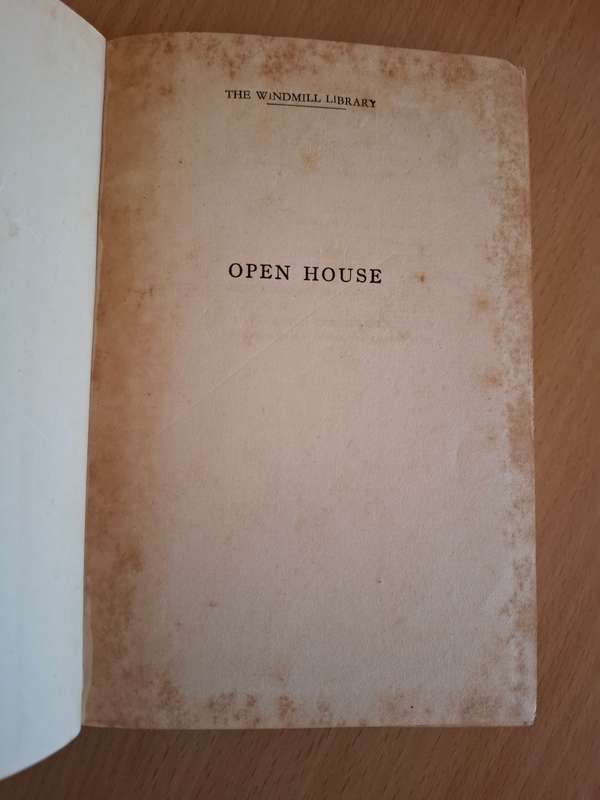 THE WINDMILL LIBRARY
OPEN HOUSE